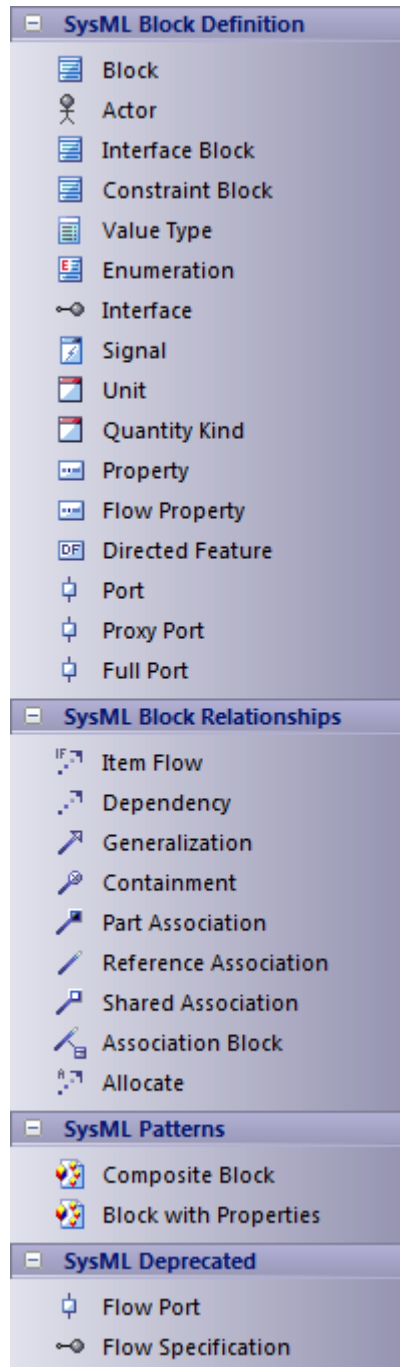 SysML Block Definition
Block
Actor
Interface Block
Constraint Block
Value Type
Enumeration
Interface
Signal
Unit
Quantity Kind
Property
Flow Property
DF Directed Feature
Port
Proxy Port
Full Port
SysML Block Relationships
IF Item Flow
Dependency
Generalization
Containment
Part Association
Reference Association
Shared Association
Association Block
A Allocate
SysML Patterns
Composite Block
Block with Properties
SysML Deprecated
Flow Port
Flow Specification